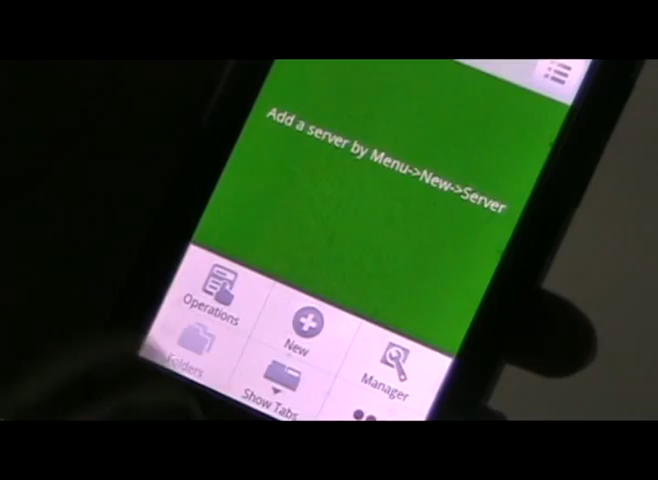 Add a server by Menu->New->Server
Operations
New
Manager
Folders
Show Tabs